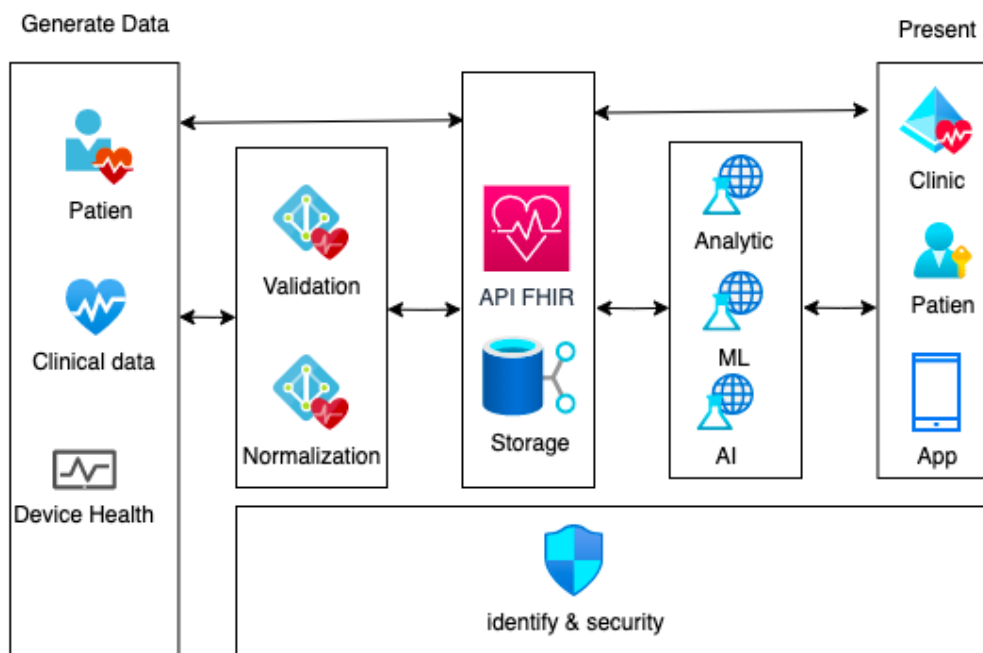 Generate Data
Present
Patien
Clinical data
Device Health
Validation
Normalization
API FHIR
Storage
Analytic
ML
AI
Clinic
Patien
App
identify & security